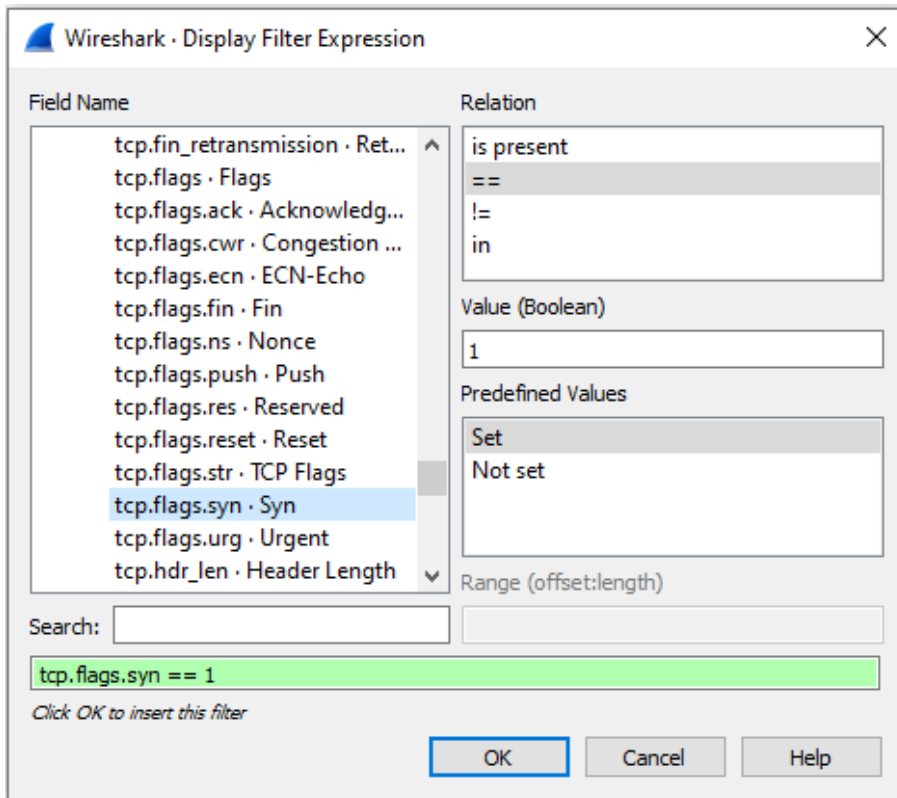 Wireshark · Display Filter Expression
Field Name
tcp.fin_retransmission · Ret...
tcp.flags · Flags
tcp.flags.ack · Acknowledg...
tcp.flags.cwr · Congestion ...
tcp.flags.ecn · ECN-Echo
tcp.flags.fin · Fin
tcp.flags.ns · Nonce
tcp.flags.push · Push
tcp.flags.res · Reserved
tcp.flags.reset · Reset
tcp.flags.str · TCP Flags
tcp.flags.syn · Syn
tcp.flags.urg · Urgent
tcp.hdr_len · Header Length
Search:
Relation
is present
==
!=
in
Value (Boolean)
1
Predefined Values
Set
Not set
Range (offset:length)
tcp.flags.syn == 1
Click OK to insert this filter
OK
Cancel
Help